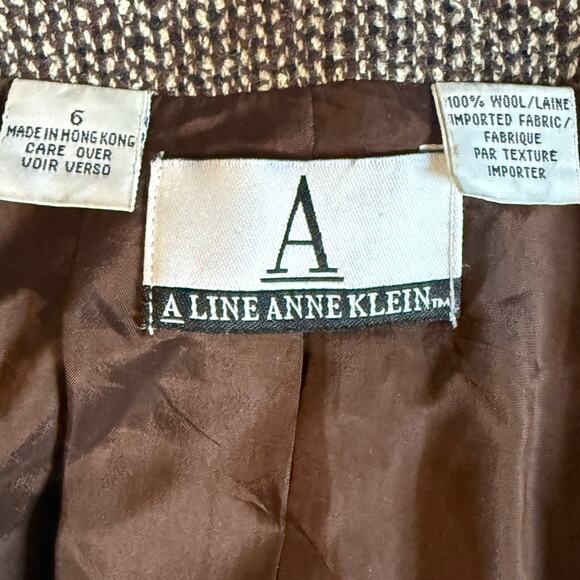 6
MADE IN HONG KONG
CARE OVER
VOIR VERSO
A
A LINE ANNE KLEIN™
100% WOOL/LAINE
IMPORTED FABRIC/
FABRIQUE
PAR TEXTURE
IMPORTER